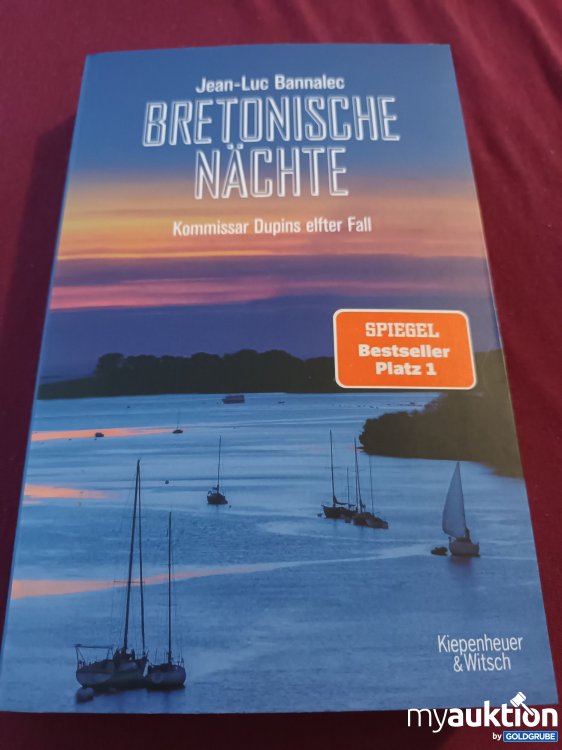 Jean-Luc Bannalec
BRETONISCHE
NÄCHTE
Kommissar Dupins elfter Fall
SPIEGEL
Bestseller
Platz 1
Kiepenheuer
& Witsch
myauktion
by GOLDGRUBE